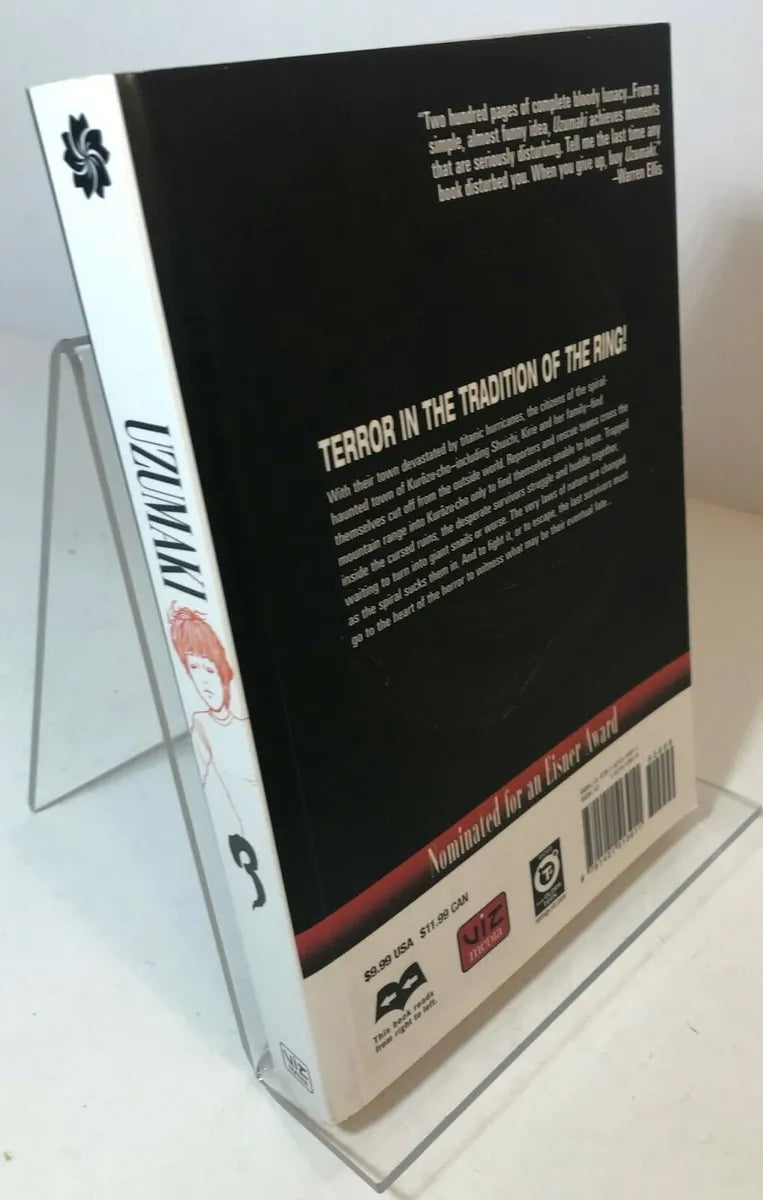 UZUMAKI
3
VIZ
"Two hundred pages of complete bloody lunacy...From a
simple, almost funny idea, Uzumaki achieves moments
that are seriously disturbing. Tell me the last time any
book disturbed you. When you give up, buy Uzumaki."
–Warren Ellis
TERROR IN THE TRADITION OF THE RING!
With their town devastated by titanic hurricanes, the citizens of the spiral-
haunted town of Kurôzu-cho–including Shuichi, Kirie and her family–find
themselves cut off from the outside world. Reporters and rescue teams cross the
mountain range into Kurôzu-cho only to find themselves unable to leave. Trapped
inside the cursed ruins, the desperate survivors struggle and huddle together,
waiting to turn into giant snails or worse. The very laws of nature are changed
as the spiral sucks them in. And to fight it, or to escape, the last survivors must
go to the heart of the horror to witness what may be their eventual fate...
Nominated for an Eisner Award
$9.99 USA $11.99 CAN
This book reads
from right to left.
VIZ
media
T+